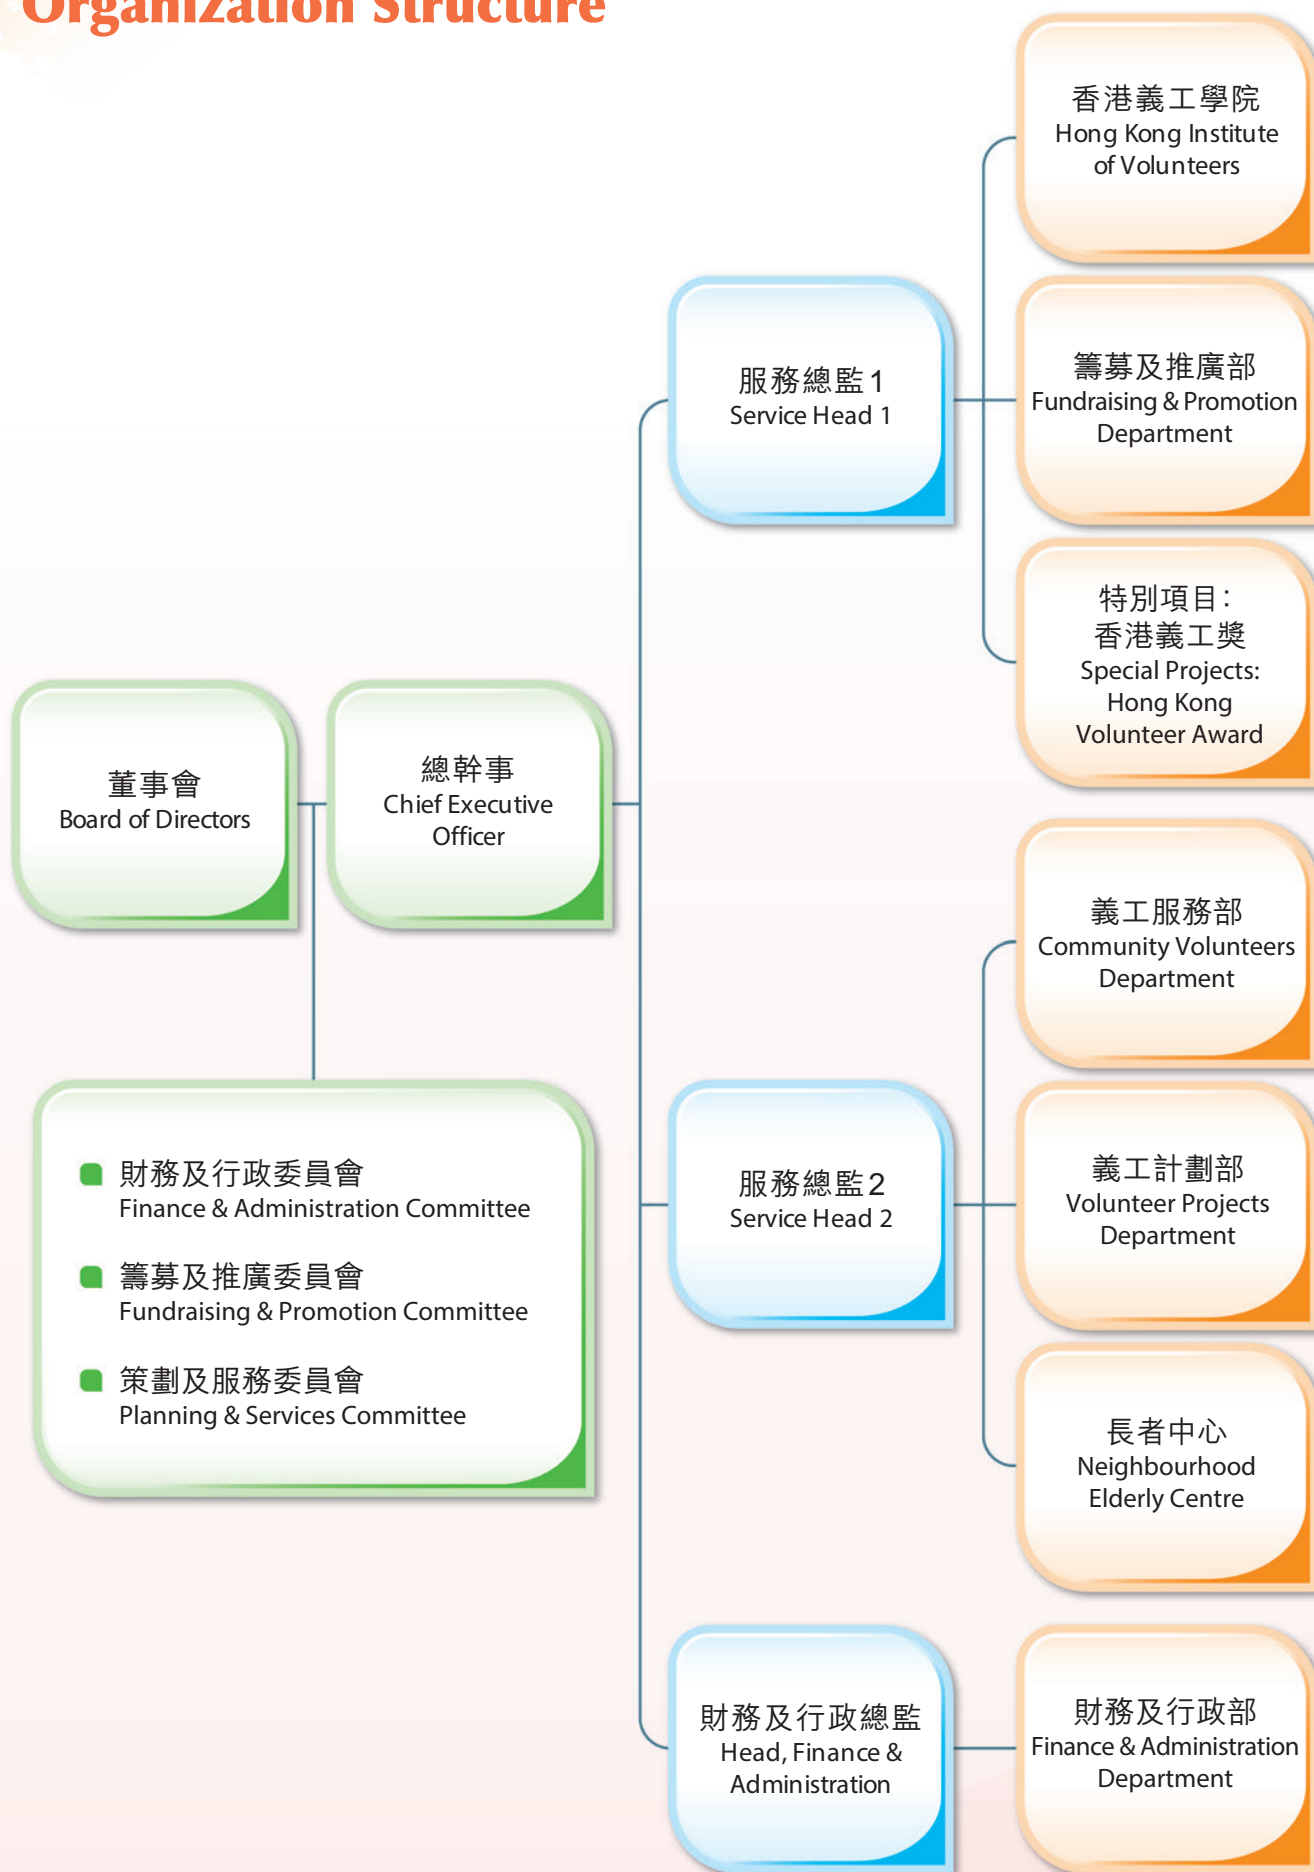 Organization Structure
董事會
Board of Directors
總幹事
Chief Executive
Officer
財務及行政委員會
Finance & Administration Committee
籌募及推廣委員會
Fundraising & Promotion Committee
策劃及服務委員會
Planning & Services Committee
服務總監1
Service Head 1
香港義工學院
Hong Kong Institute
of Volunteers
籌募及推廣部
Fundraising & Promotion
Department
特別項目：
香港義工獎
Special Projects:
Hong Kong
Volunteer Award
服務總監2
Service Head 2
義工服務部
Community Volunteers
Department
義工計劃部
Volunteer Projects
Department
長者中心
Neighbourhood
Elderly Centre
財務及行政總監
Head, Finance &
Administration
財務及行政部
Finance & Administration
Department